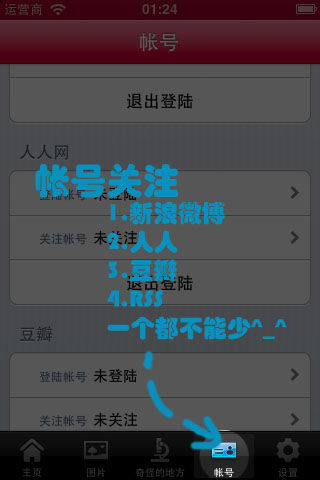 运营商 01:24
帐号
退出登陆
人人网
帐号关注
登陆帐号 未登陆
1.新浪微博
关注帐号 未关注
2.人人
3.豆瓣
退出登陆
4.RSS
一个都不能少^_^
豆瓣
登陆帐号 未登陆
关注帐号 未关注
主页 图片 奇怪的地方 帐号 设置